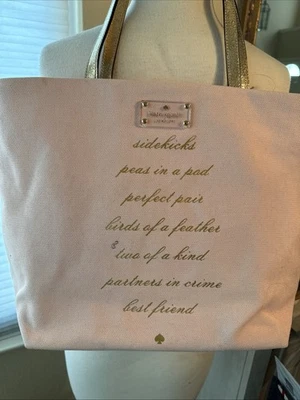 sidekicks
peas in a pod
perfect pair
birds of a feather
two of a kind
partners in crime
best friend